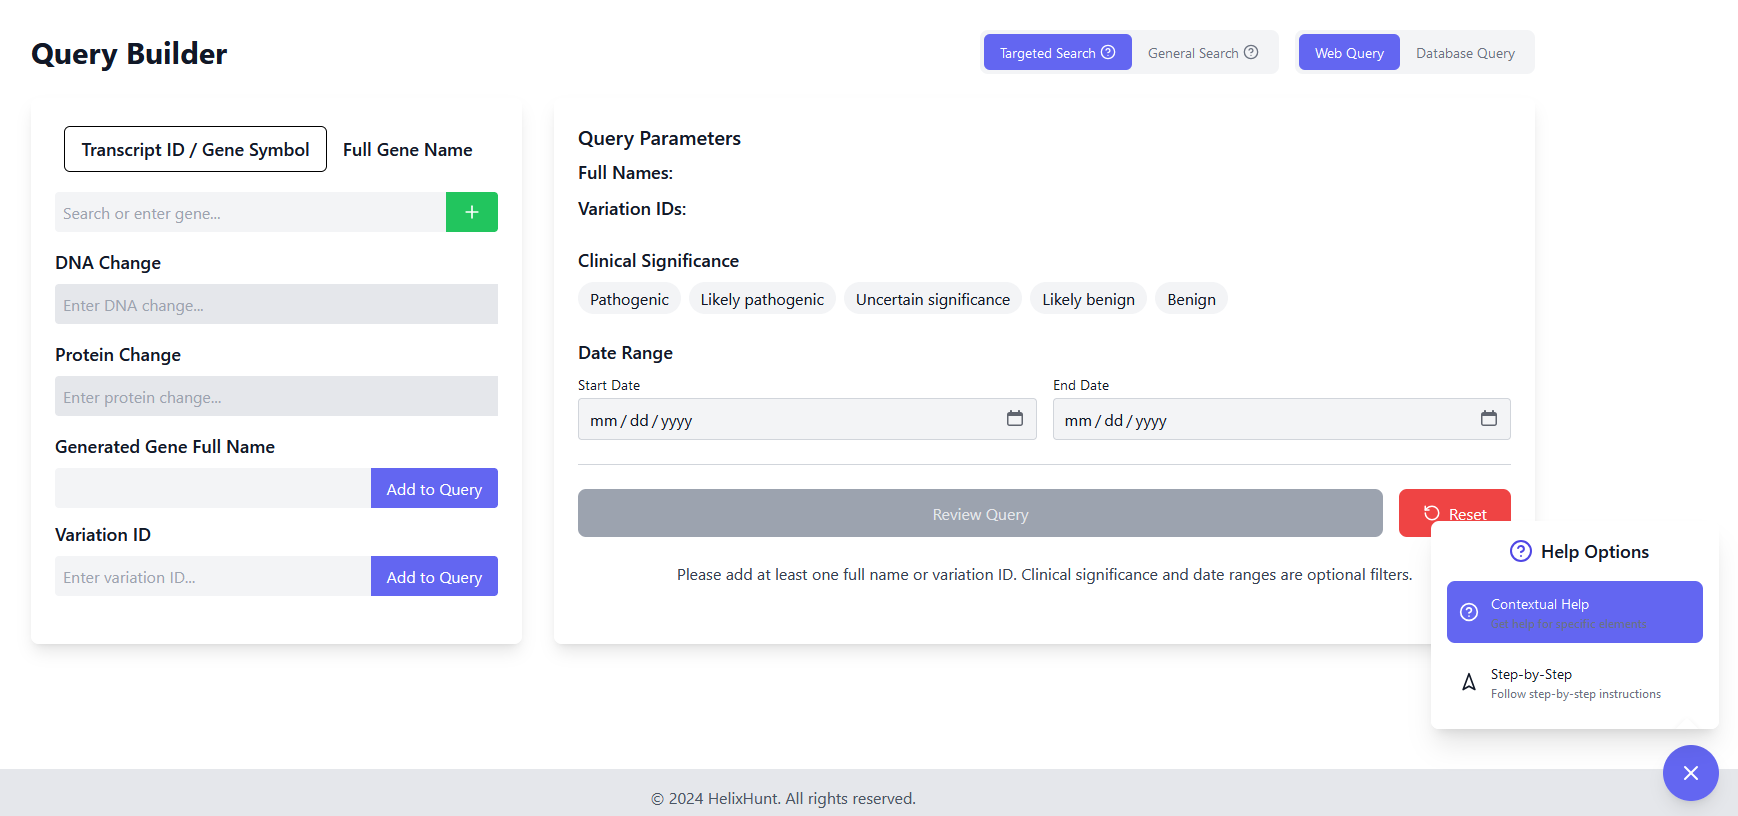 Query Builder
Targeted Search
General Search
Web Query
Database Query
Transcript ID / Gene Symbol
Full Gene Name
Search or enter gene...
DNA Change
Enter DNA change...
Protein Change
Enter protein change...
Generated Gene Full Name
Add to Query
Variation ID
Enter variation ID...
Add to Query
Query Parameters
Full Names:
Variation IDs:
Clinical Significance
Pathogenic
Likely pathogenic
Uncertain significance
Likely benign
Benign
Date Range
Start Date
End Date
mm/dd/yyyy
mm/dd/yyyy
Review Query
Reset
Please add at least one full name or variation ID. Clinical significance and date ranges are optional filters.
Help Options
Contextual Help
Get help for specific elements
Step-by-Step
Follow step-by-step instructions
© 2024 HelixHunt. All rights reserved.